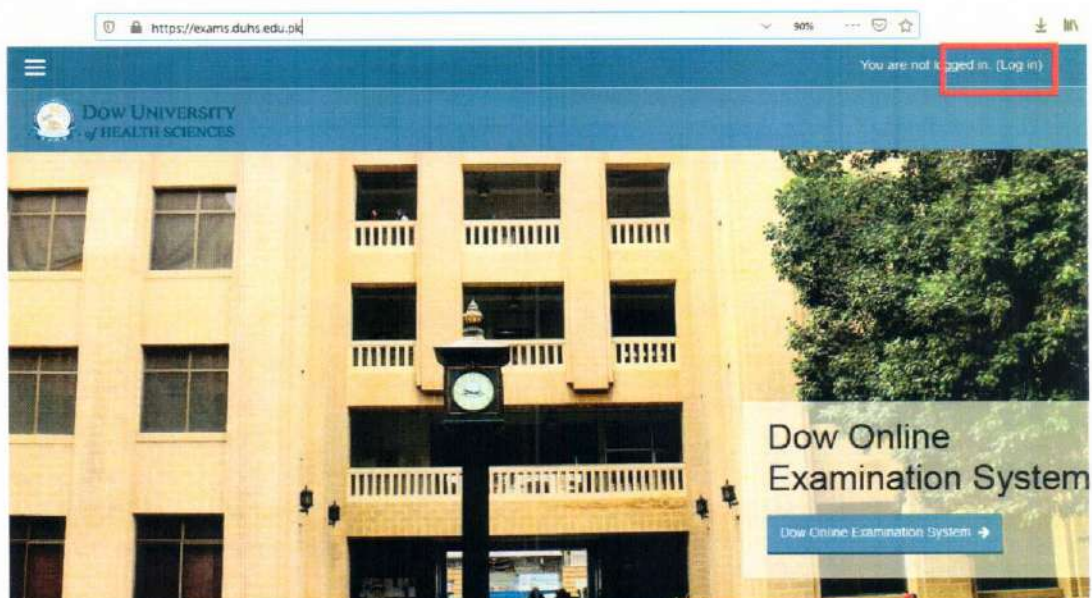 https://exams.duhs.edu.pk
90%
You are not logged in. (Log in)
DOW UNIVERSITY
of HEALTH SCIENCES
Dow Online
Examination System
Dow Online Examination System